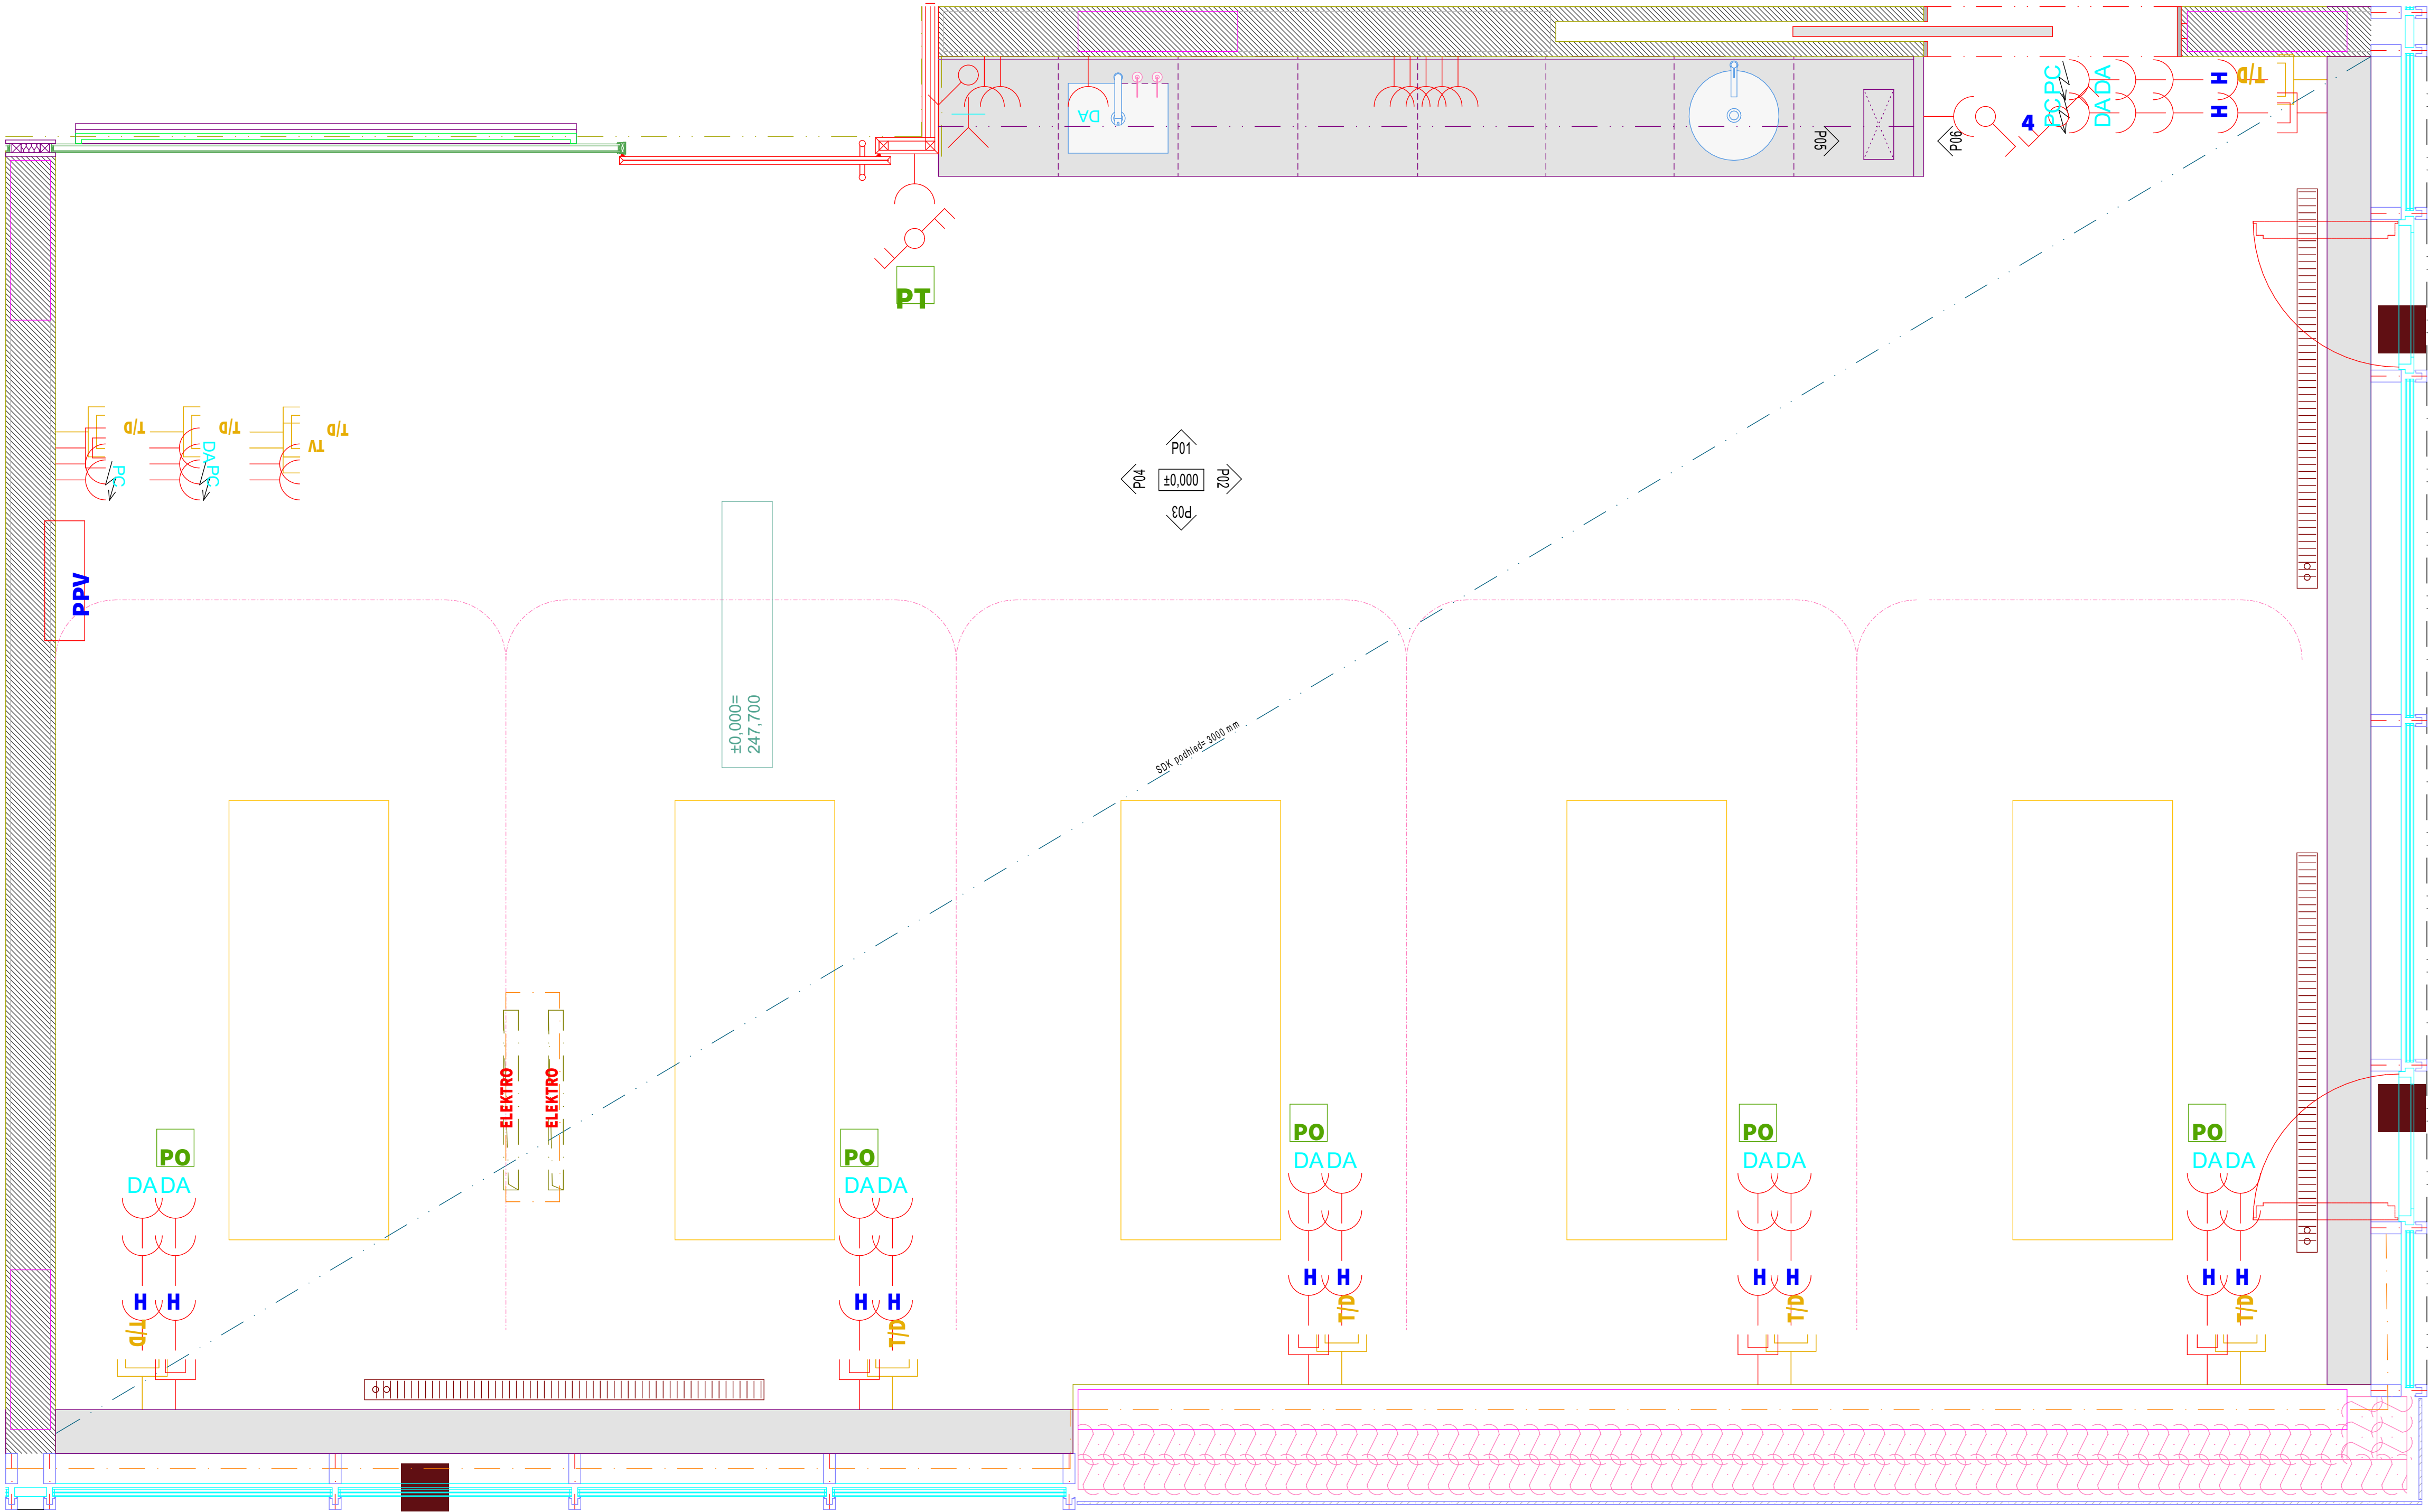 DA
P05
P06
4
PC
PC
DA
DA
H
H
T/D
PT
T/D
T/D
T/D
TV
DA
PC
PC
P01
P04
±0,000
P02
P03
PPV
±0,000=
247,700
SDK podhled= 3000 mm
ELEKTRO
ELEKTRO
PO
PO
PO
PO
PO
DA DA
DA DA
DA DA
DA DA
DA DA
H H
H H
H H
H H
H H
T/D
T/D
T/D
T/D
T/D